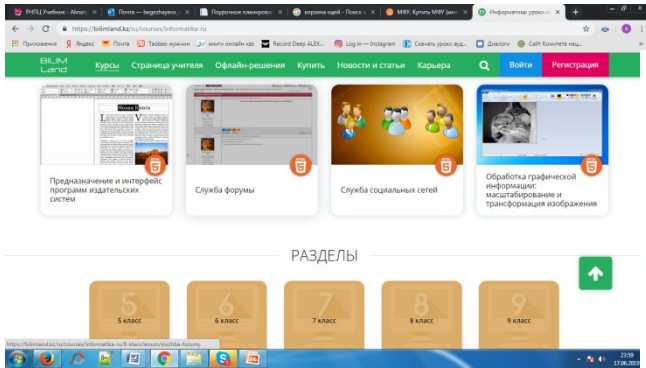 РНПЦ Учебник - Almat
Почта — begezhayeva_
Поурочное планирова
корзина идей - Поиск
МФУ. Купить МФУ (мно
Информатика: уроки и
https://bilimland.kz/ru/courses/informatika-ru
Приложения Яндекс Почта Таобао мужчин книги онлайн каз Record Deep ALEX... Log in — Instagram Скачать уроки ауд... Диалоги Сайт Комитета нац...
BILIM
Land
Курсы Страница учителя Офлайн-решения Купить Новости и статьи Карьера Войти Регистрация
Предназначение и интерфейс
программ издательских
систем
Служба форумы
Служба социальных сетей
Обработка графической
информации:
масштабирование и
трансформация изображения
РАЗДЕЛЫ
5 6 7 8 9
5 класс 6 класс 7 класс 8 класс 9 класс
https://bilimland.kz/ru/courses/informatika-ru/8-klass/lesson/sluzhba-forumy
23:59
17.06.2019